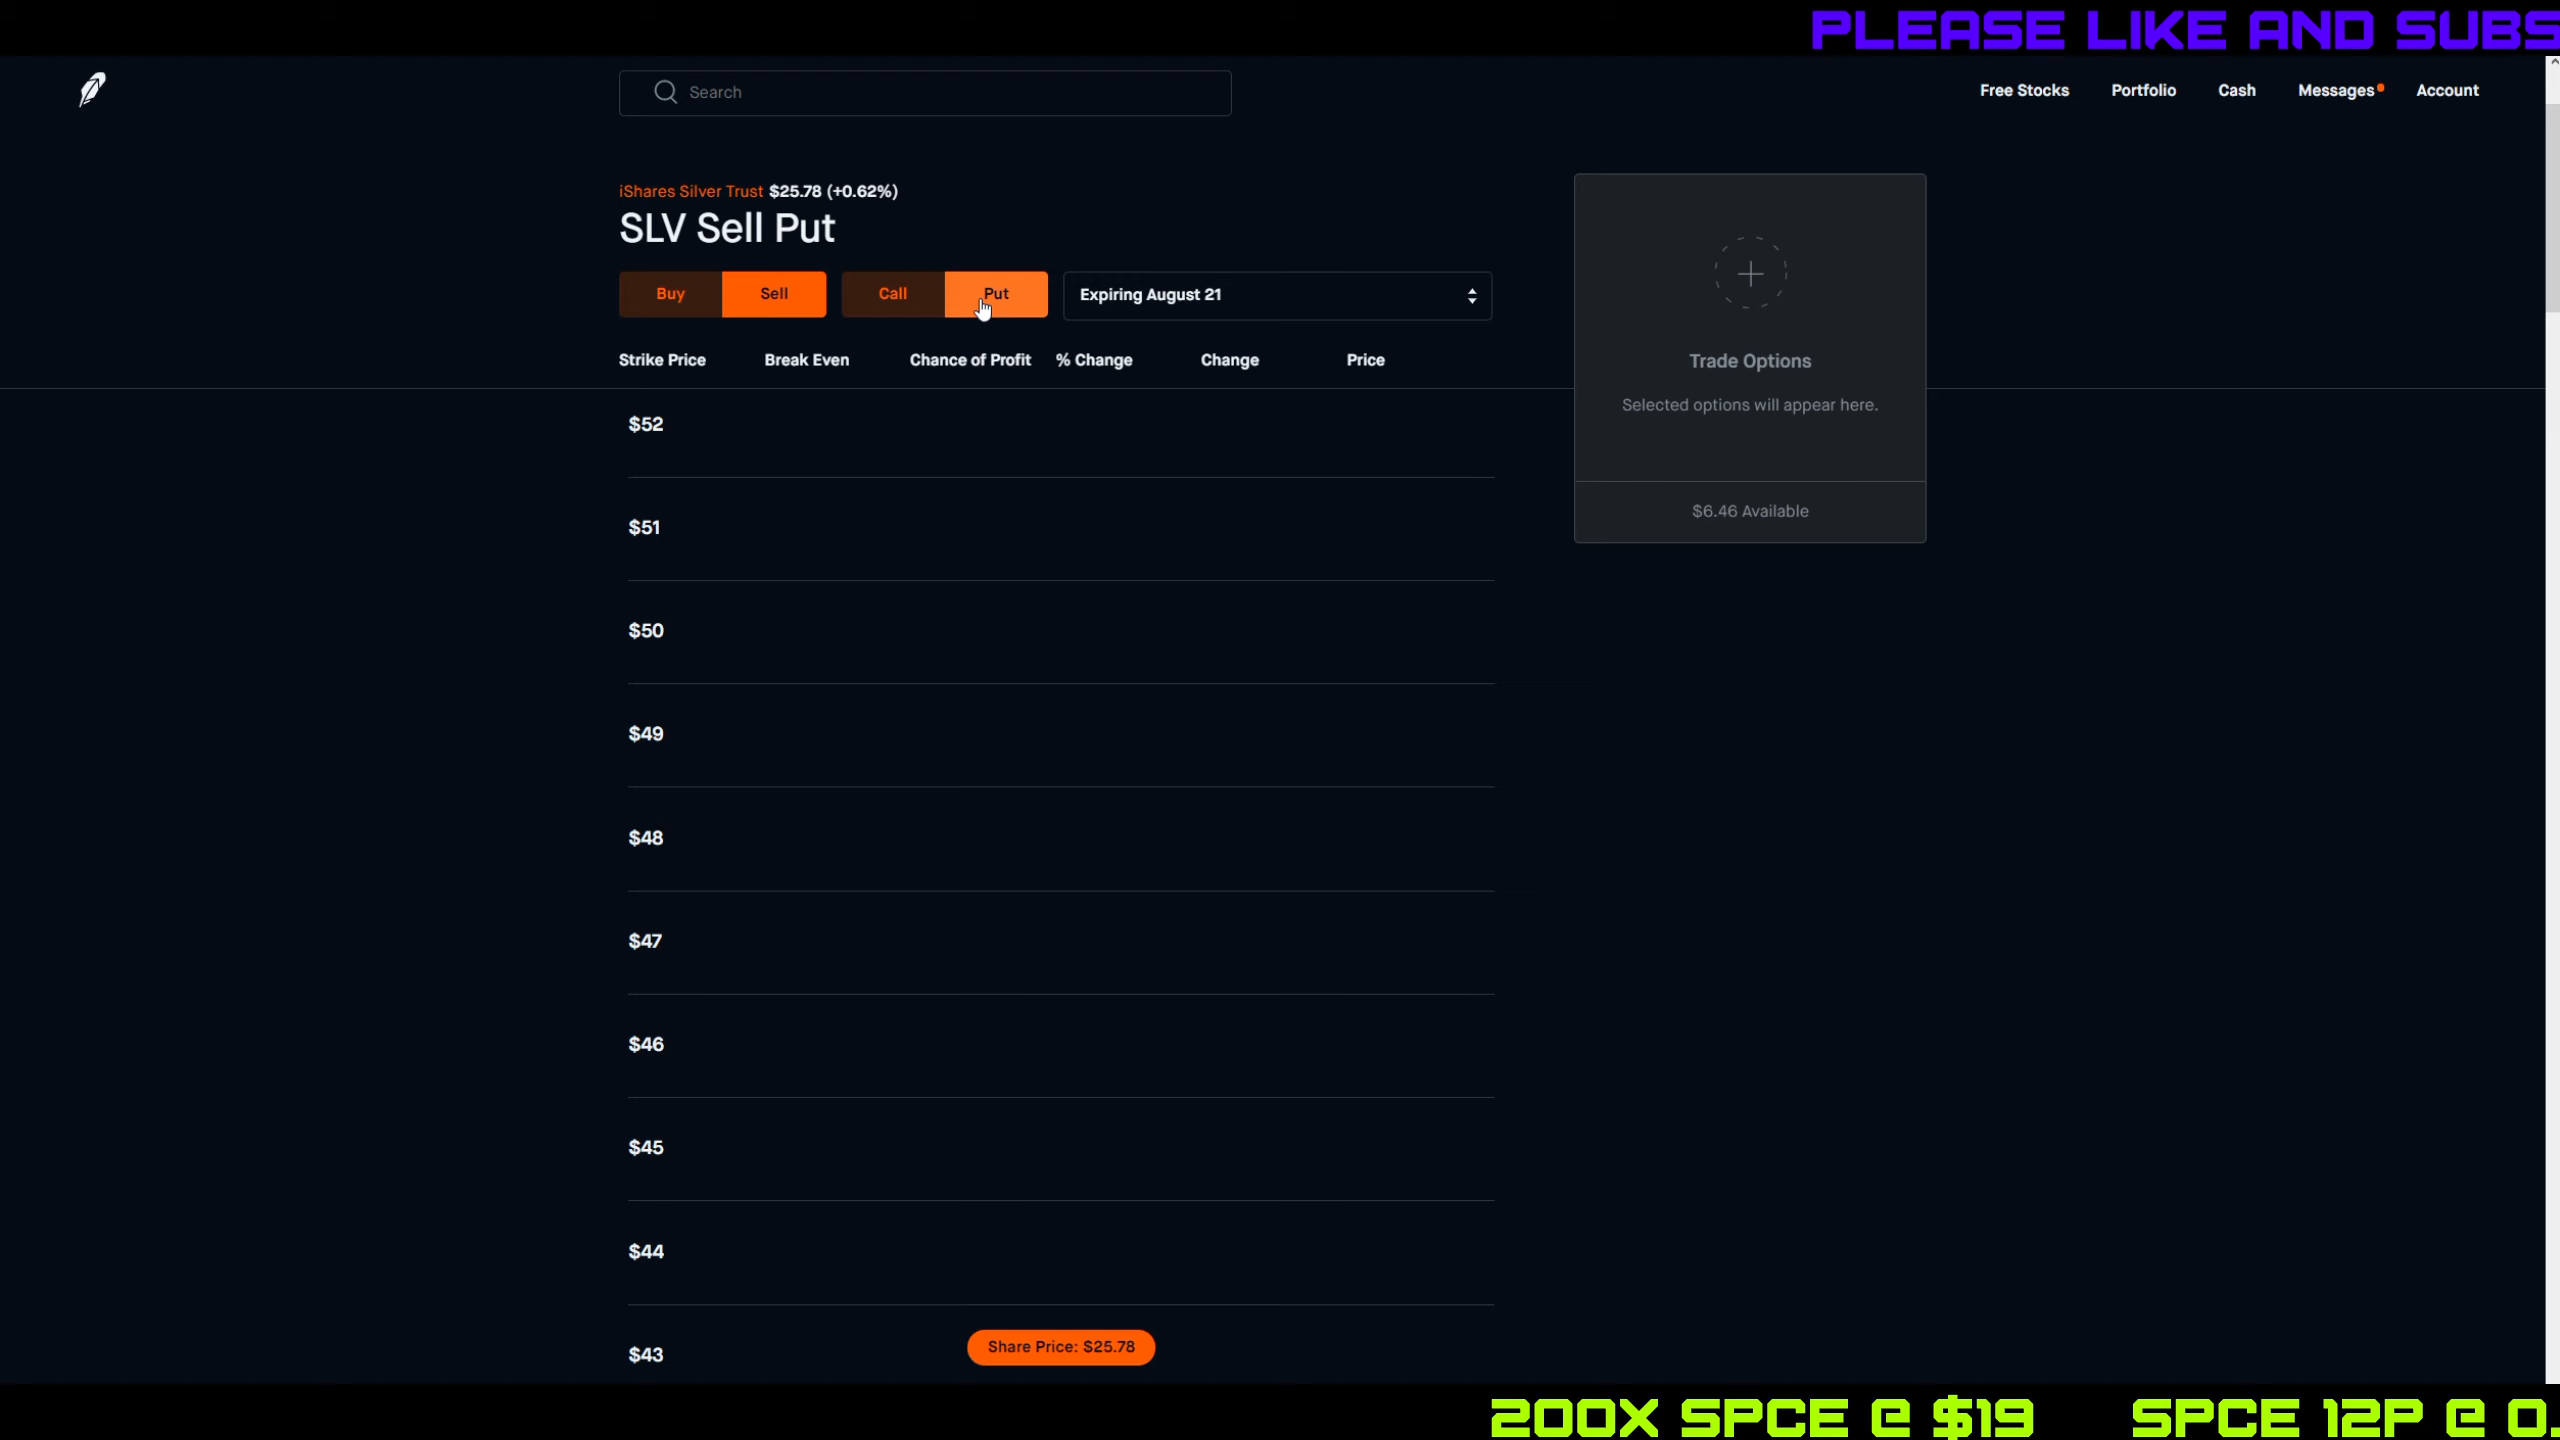 PLEASE LIKE AND SUBS
Search
Free Stocks
Portfolio
Cash
Messages
Account
iShares Silver Trust $25.78 (+0.62%)
SLV Sell Put
Buy
Sell
Call
Put
Expiring August 21
Strike Price
Break Even
Chance of Profit
% Change
Change
Price
Trade Options
Selected options will appear here.
$6.46 Available
$52
$51
$50
$49
$48
$47
$46
$45
$44
$43
Share Price: $25.78
200X SPCE @ $19
SPCE 12P @ 0.